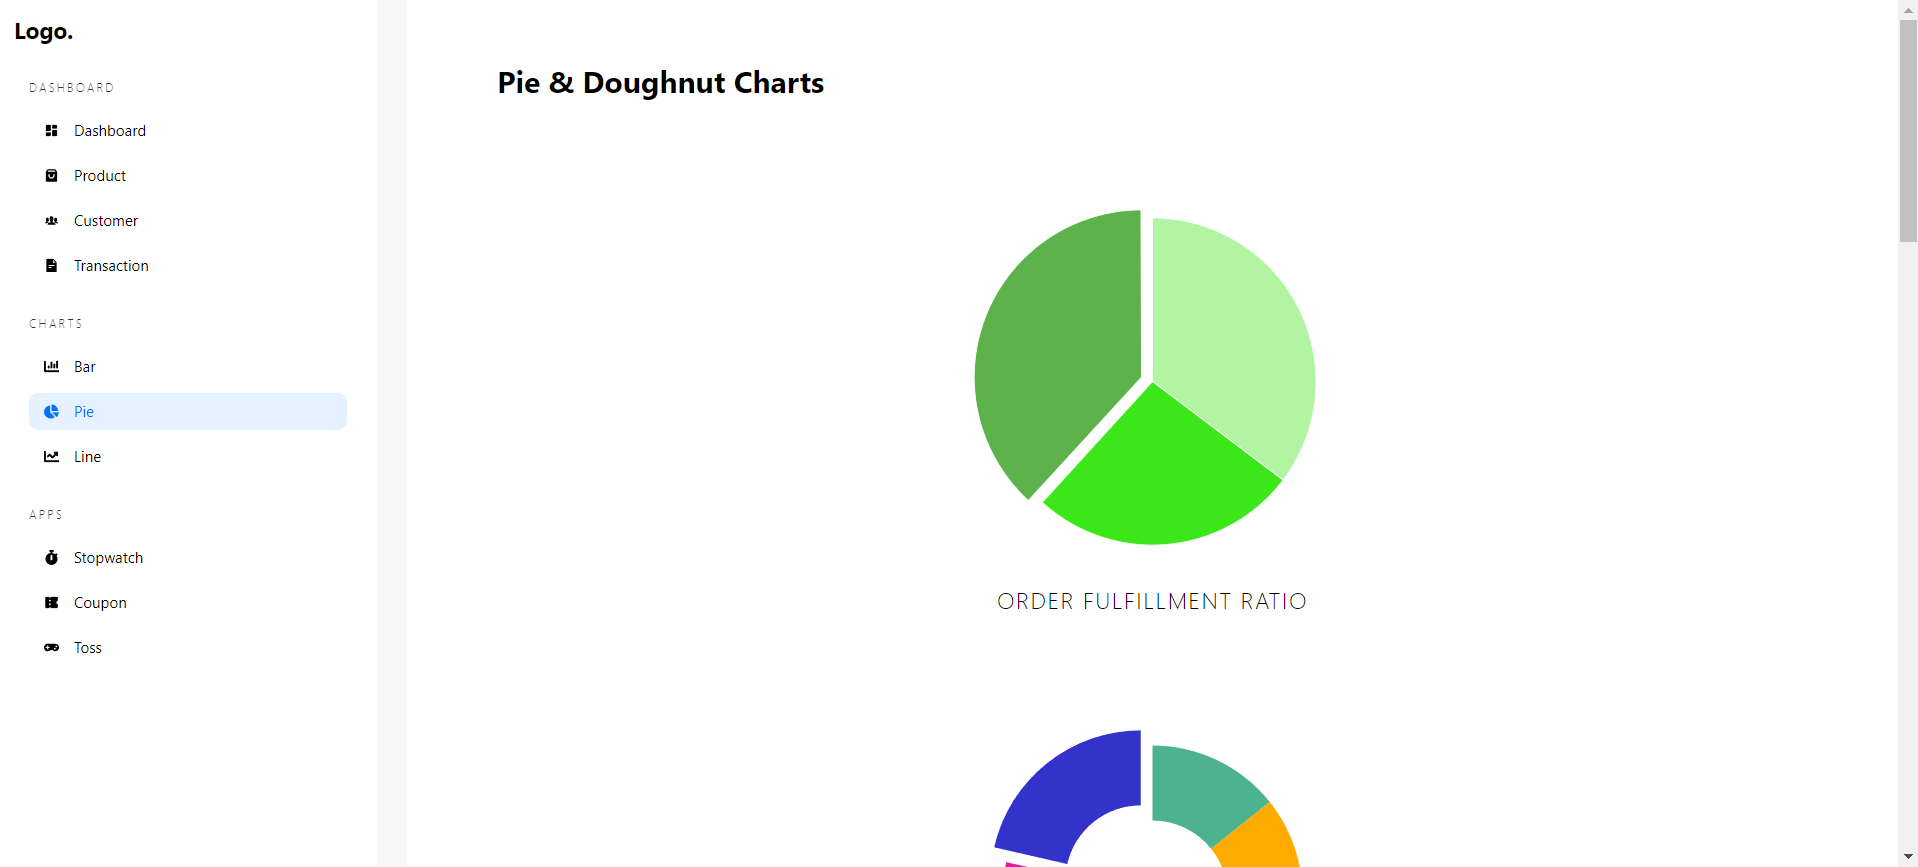 Logo.
DASHBOARD
Dashboard
Product
Customer
Transaction
CHARTS
Bar
Pie
Line
APPS
Stopwatch
Coupon
Toss
Pie & Doughnut Charts
ORDER FULFILLMENT RATIO